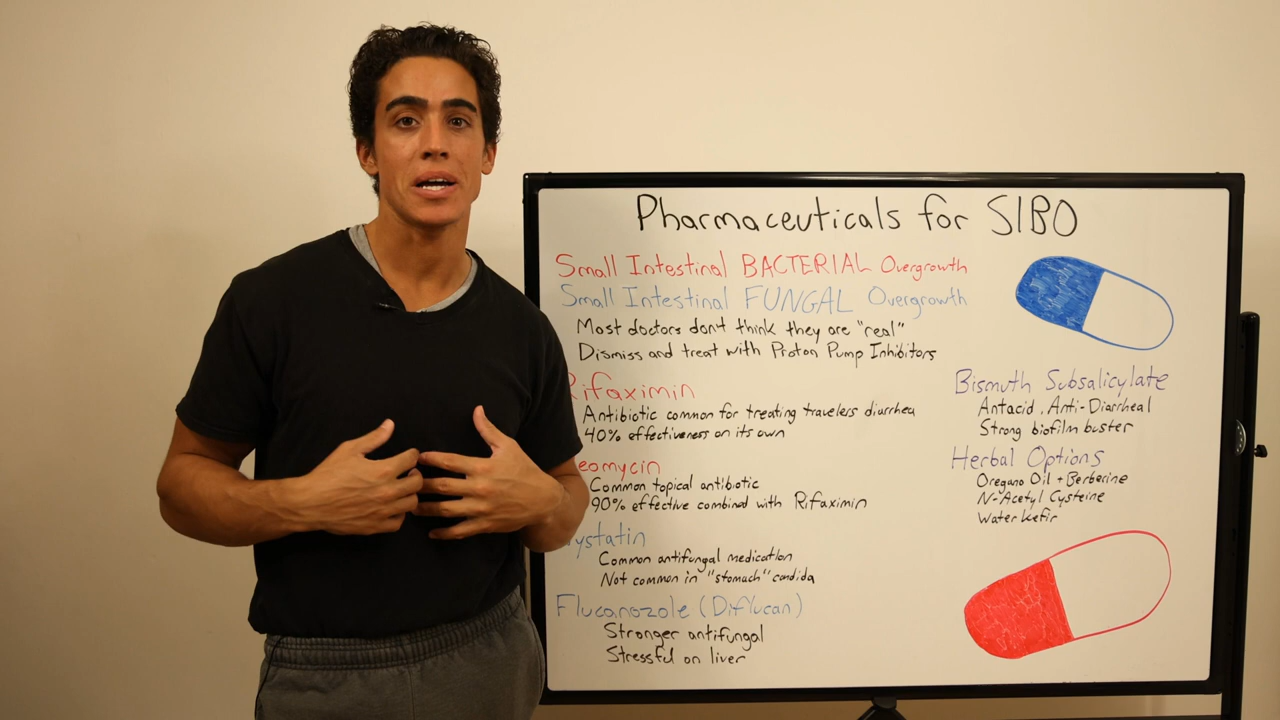 Pharmaceuticals for SIBO
Small Intestinal BACTERIAL Overgrowth
Small Intestinal FUNGAL Overgrowth
Most doctors don't think they are "real"
Dismiss and treat with Proton Pump Inhibitors
Rifaximin
Antibiotic common for treating travelers diarrhea
40% effectiveness on its own
eomycin
Common topical antibiotic
90% effective combined with Rifaximin
ystatin
Common antifungal medication
Not common in "stomach" candida
Flucanozole (Diflucan)
Stronger antifungal
Stressful on liver
Bismuth Subsalicylate
Antacid, Anti-Diarrheal
Strong biofilm buster
Herbal Options
Oregano Oil + Berberine
N-Acetyl Cysteine
Water Kefir